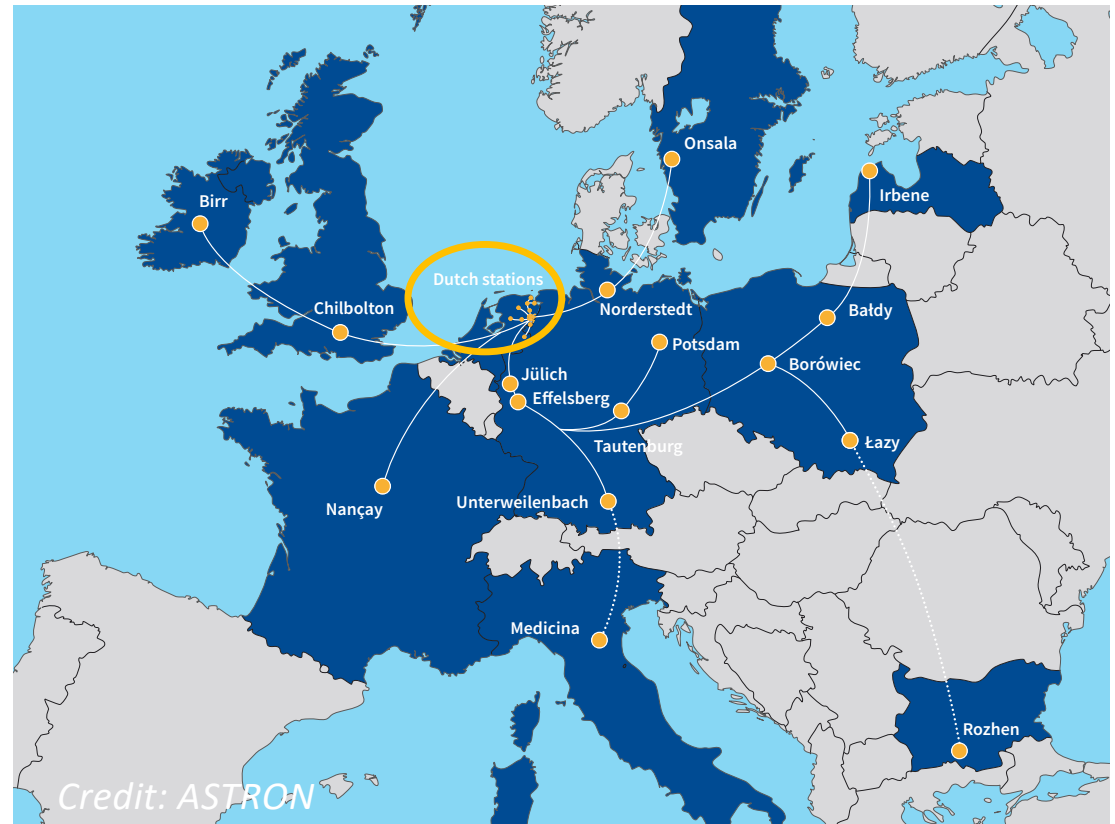 Onsala
Irbene
Birr
Dutch stations
Chilbolton
Norderstedt
Bałdy
Potsdam
Borówiec
Jülich
Effelsberg
Tautenburg
Łazy
Nançay
Unterweilenbach
Medicina
Rozhen
Credit: ASTRON